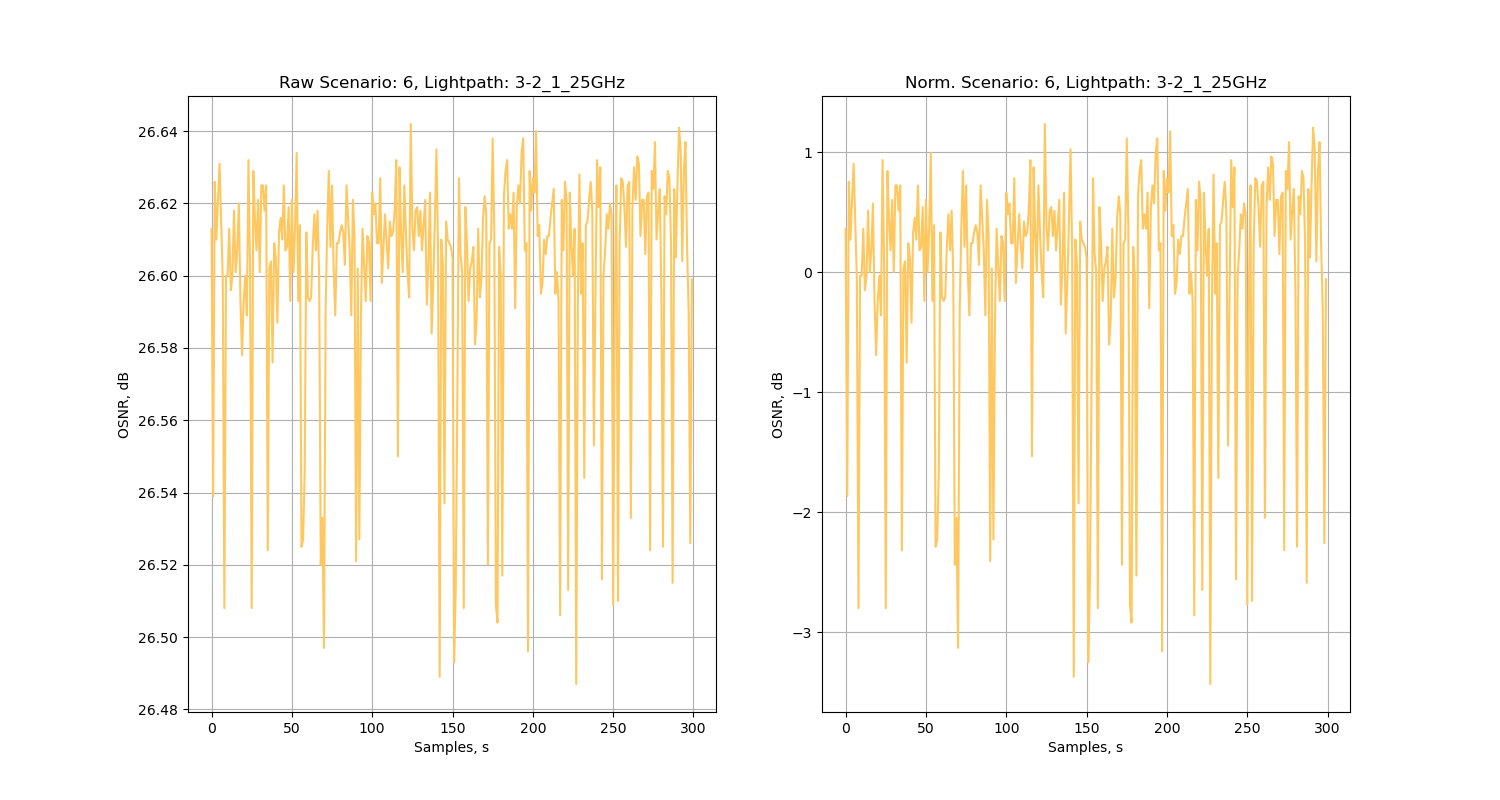 Raw Scenario: 6, Lightpath: 3-2_1_25GHz
26.64
26.62
26.60
26.58
26.56
26.54
26.52
26.50
26.48
OSNR, dB
0 50 100 150 200 250 300
Samples, s
Norm. Scenario: 6, Lightpath: 3-2_1_25GHz
1
0
−1
−2
−3
OSNR, dB
0 50 100 150 200 250 300
Samples, s